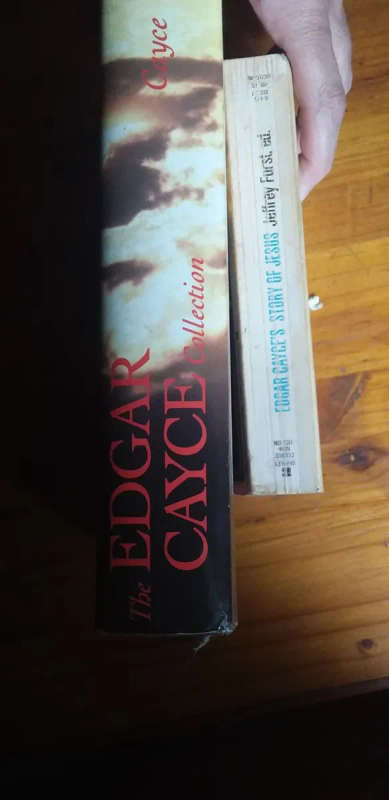 The EDGAR
CAYCE Collection
Cayce
EDGAR CAYCE'S STORY OF JESUS Jeffrey Furst, ed.